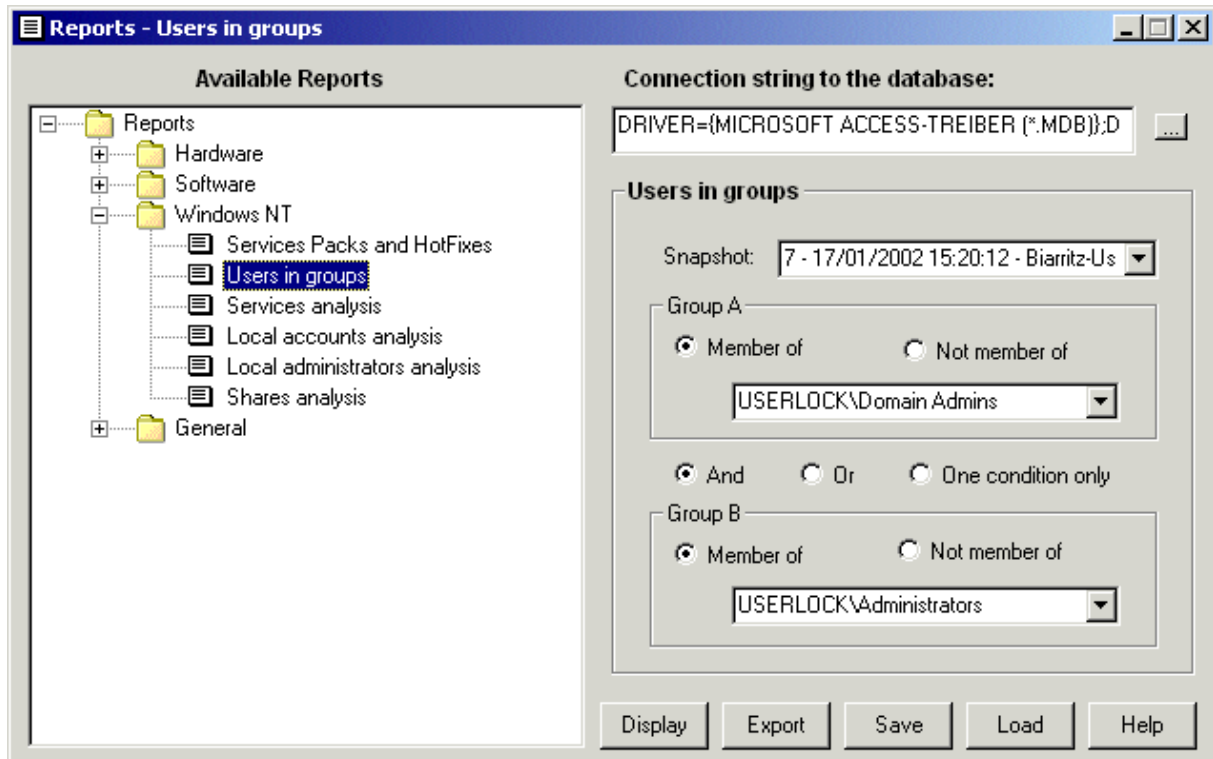 Reports - Users in groups
Available Reports
Reports
Hardware
Software
Windows NT
Services Packs and HotFixes
Users in groups
Services analysis
Local accounts analysis
Local administrators analysis
Shares analysis
General
Connection string to the database:
DRIVER={MICROSOFT ACCESS-TREIBER (*.MDB)};D
...
Users in groups
Snapshot: 7 - 17/01/2002 15:20:12 - Biarritz-Us
Group A
Member of Not member of
USERLOCK\Domain Admins
And Or One condition only
Group B
Member of Not member of
USERLOCK\Administrators
Display Export Save Load Help